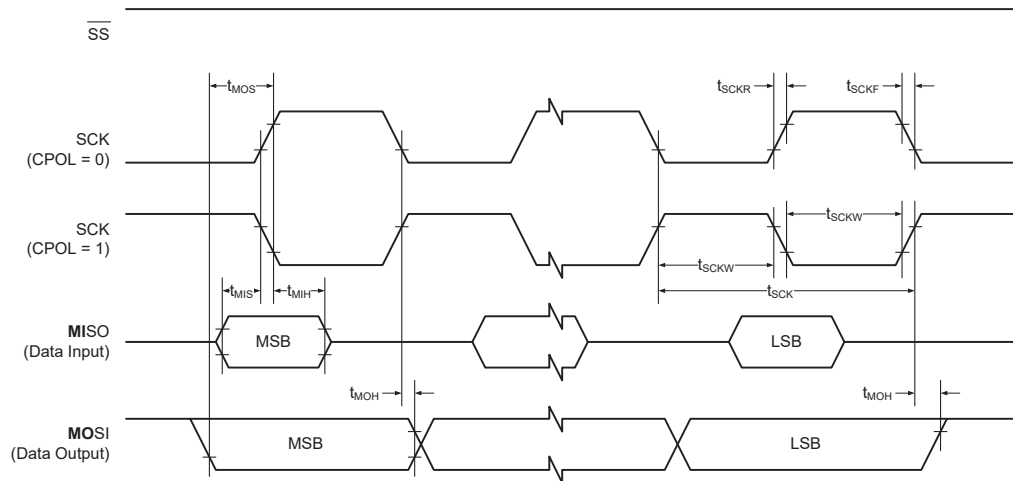 SS
tMOS
tSCKR
tSCKF
SCK
(CPOL = 0)
SCK
(CPOL = 1)
tSCKW
tSCKW
tSCK
tMIS
tMIH
MISO
(Data Input)
MSB
LSB
tMOH
tMOH
MOSI
(Data Output)
MSB
LSB